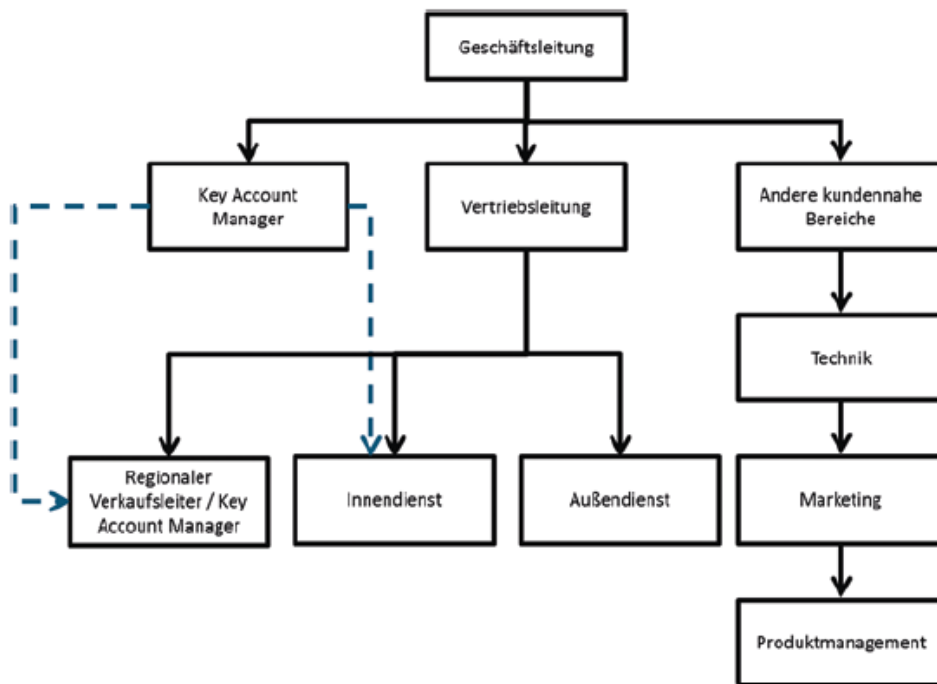 Geschäftsleitung
Key Account
Manager
Vertriebsleitung
Andere kundennahe
Bereiche
Technik
Regionaler
Verkaufsleiter / Key
Account Manager
Innendienst
Außendienst
Marketing
Produktmanagement